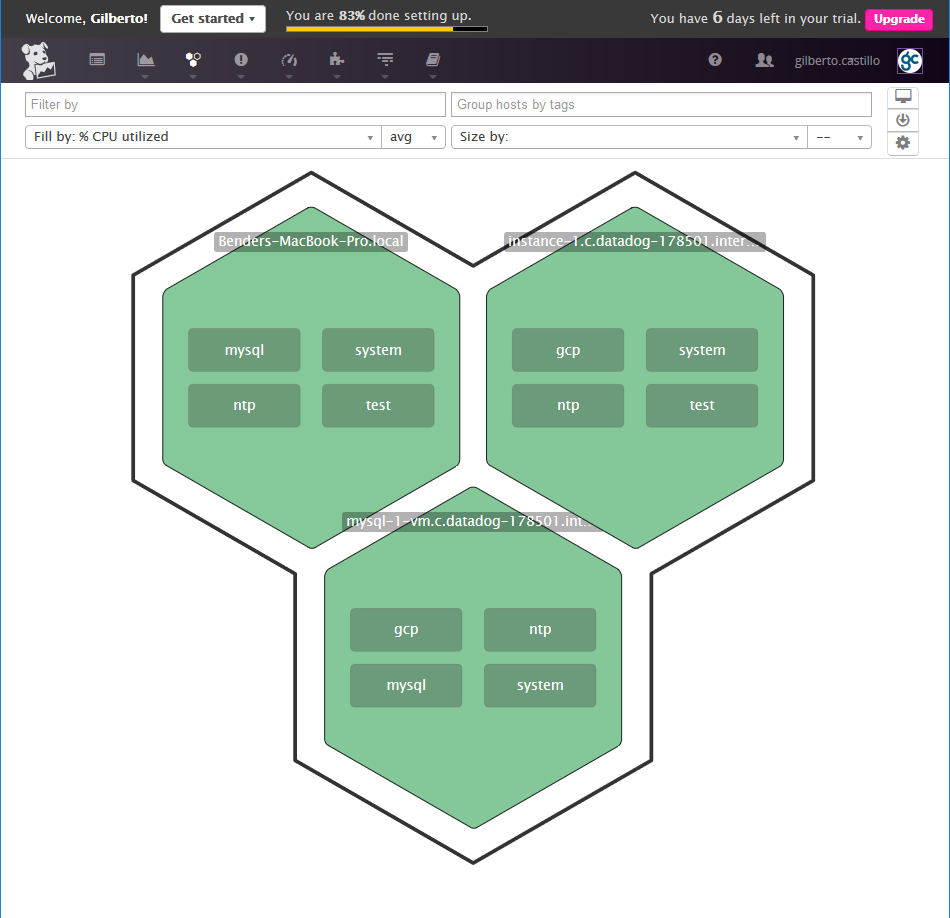 Welcome, Gilberto! Get started You are 83% done setting up. You have 6 days left in your trial. Upgrade
gilberto.castillo gc
Filter by Group hosts by tags
Fill by: % CPU utilized avg Size by: --
Benders-MacBook-Pro.local instance-1.c.datadog-178501.inter...
mysql system gcp system
ntp test ntp test
mysql-1-vm.c.datadog-178501.int...
gcp ntp
mysql system